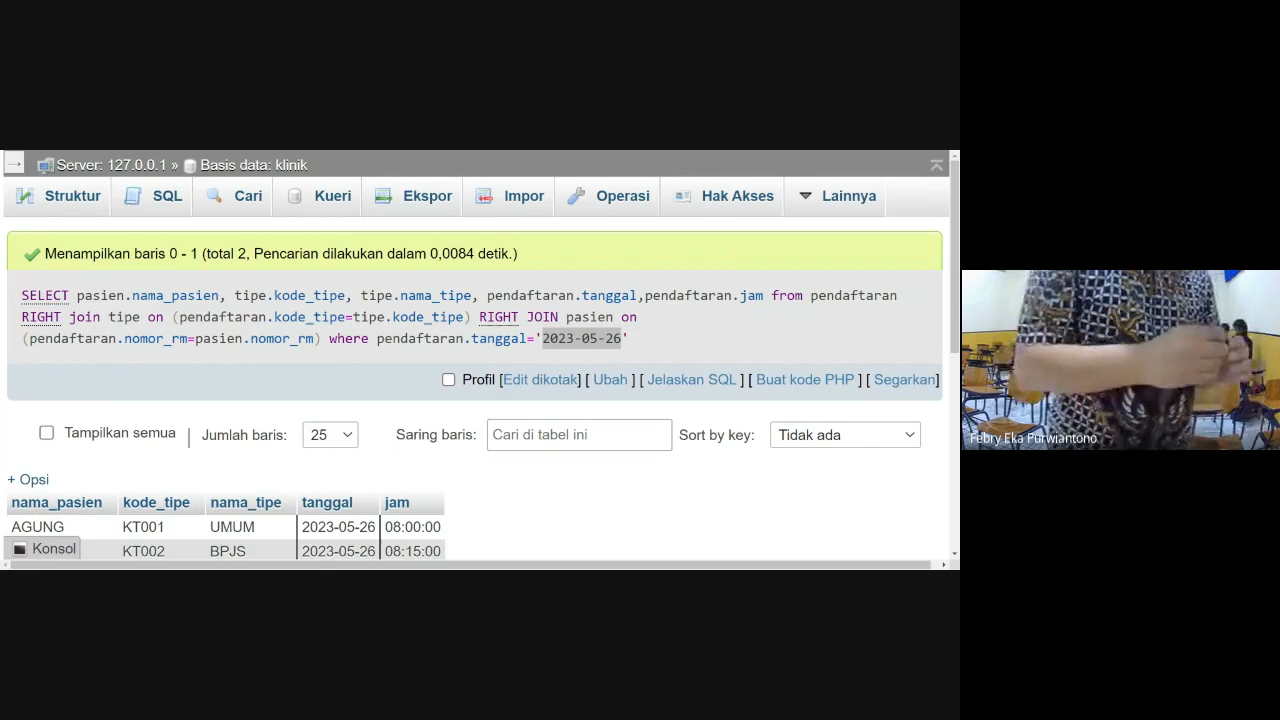 Server: 127.0.0.1 » Basis data: klinik
Struktur SQL Cari Kueri Ekspor Impor Operasi Hak Akses Lainnya
Menampilkan baris 0 - 1 (total 2, Pencarian dilakukan dalam 0,0084 detik.)
SELECT pasien.nama_pasien, tipe.kode_tipe, tipe.nama_tipe, pendaftaran.tanggal,pendaftaran.jam from pendaftaran
RIGHT join tipe on (pendaftaran.kode_tipe=tipe.kode_tipe) RIGHT JOIN pasien on
(pendaftaran.nomor_rm=pasien.nomor_rm) where pendaftaran.tanggal='2023-05-26'
Profil [Edit dikotak] [ Ubah ] [ Jelaskan SQL ] [ Buat kode PHP ] [ Segarkan]
Tampilkan semua | Jumlah baris: 25 Saring baris: Cari di tabel ini Sort by key: Tidak ada
+ Opsi
nama_pasien kode_tipe nama_tipe tanggal jam
AGUNG KT001 UMUM 2023-05-26 08:00:00
Konsol KT002 BPJS 2023-05-26 08:15:00
Febry Eka Purwiantono